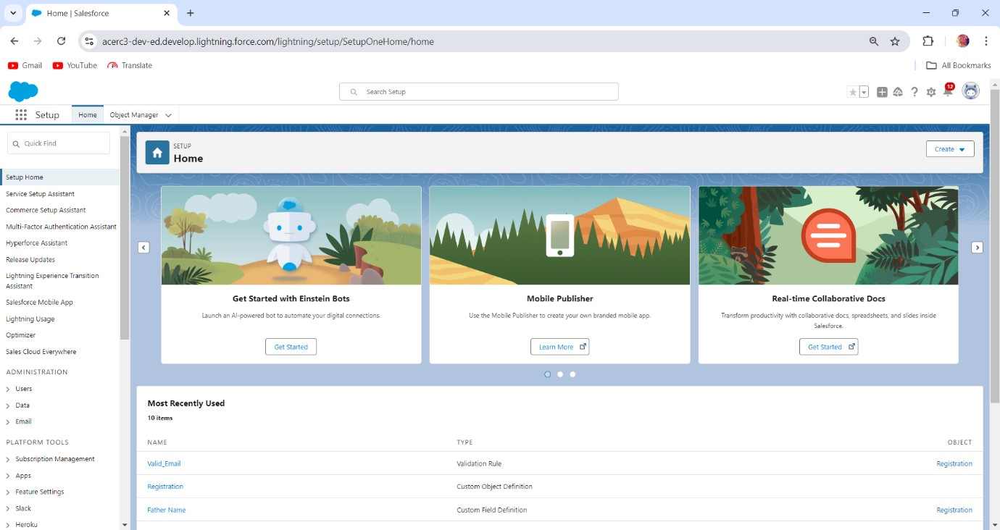 Home | Salesforce
acerc3-dev-ed.develop.lightning.force.com/lightning/setup/SetupOneHome/home
Gmail YouTube Translate All Bookmarks
Search Setup
12
Setup Home Object Manager
Quick Find
Setup Home
Service Setup Assistant
Commerce Setup Assistant
Multi-Factor Authentication Assistant
Hyperforce Assistant
Release Updates
Lightning Experience Transition
Assistant
Salesforce Mobile App
Lightning Usage
Optimizer
Sales Cloud Everywhere
ADMINISTRATION
Users
Data
Email
PLATFORM TOOLS
Subscription Management
Apps
Feature Settings
Slack
Heroku
SETUP
Home
Create
Get Started with Einstein Bots
Launch an AI-powered bot to automate your digital connections.
Get Started
Mobile Publisher
Use the Mobile Publisher to create your own branded mobile app.
Learn More
Real-time Collaborative Docs
Transform productivity with collaborative docs, spreadsheets, and slides inside
Salesforce.
Get Started
Most Recently Used
10 items
NAME TYPE OBJECT
Valid_Email Validation Rule Registration
Registration Custom Object Definition
Father Name Custom Field Definition Registration